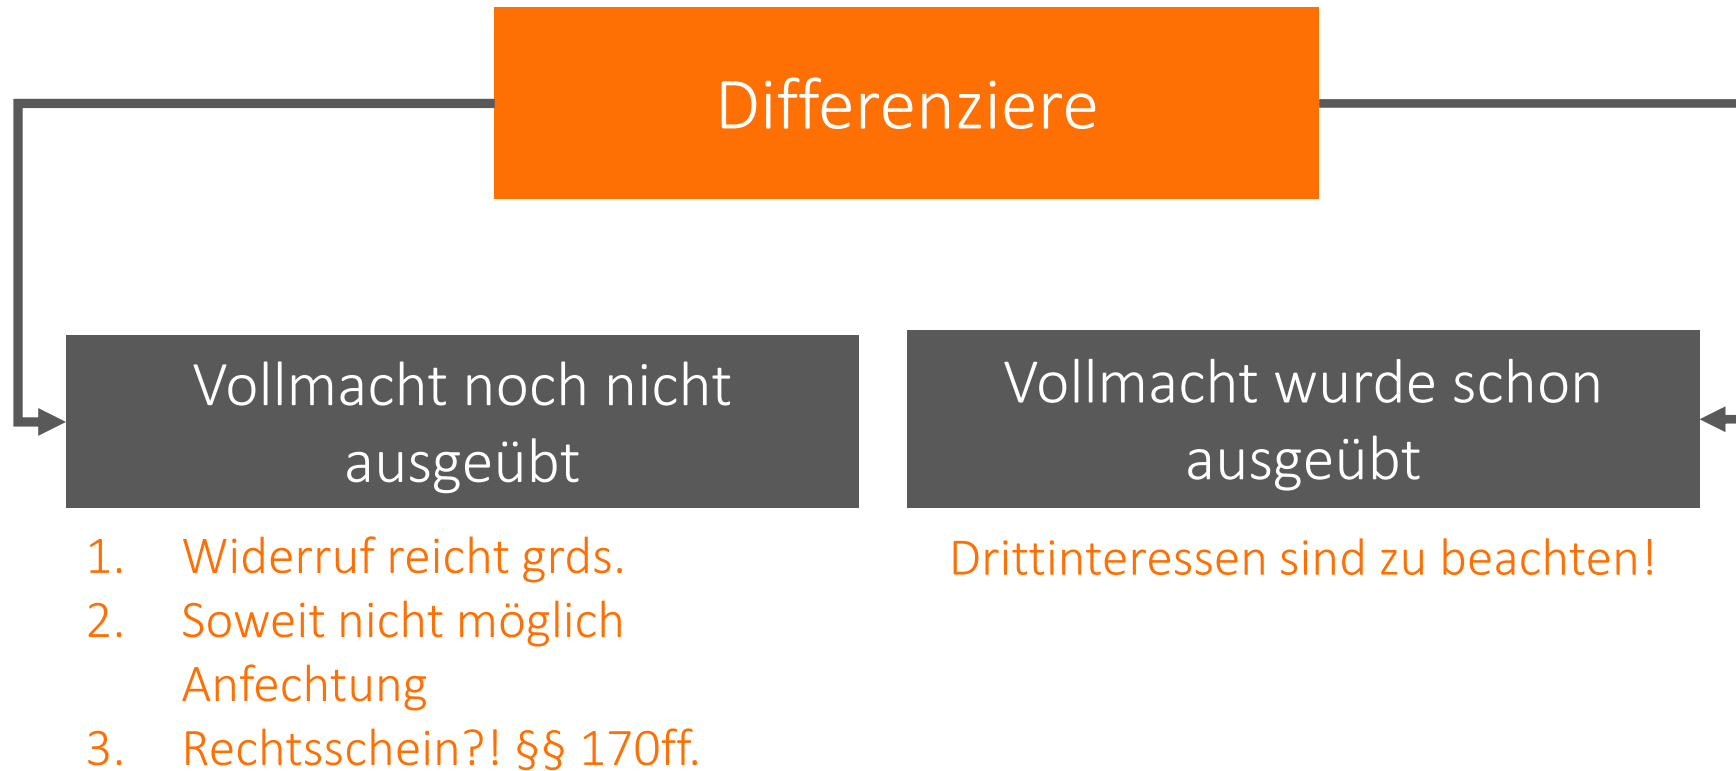 Differenziere
Vollmacht noch nicht
ausgeübt
1. Widerruf reicht grds.
2. Soweit nicht möglich
Anfechtung
3. Rechtsschein?! §§ 170ff.
Vollmacht wurde schon
ausgeübt
Drittinteressen sind zu beachten!